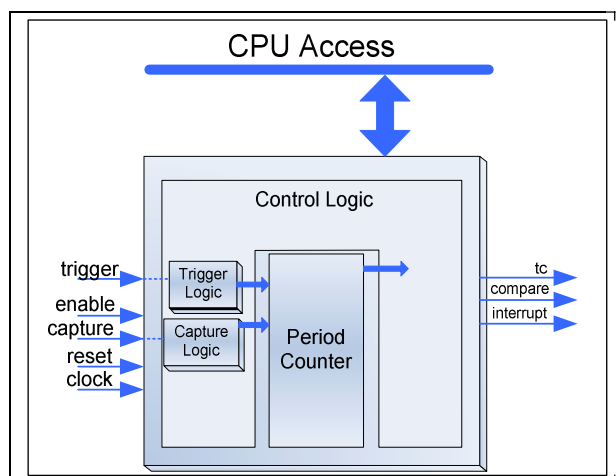 CPU Access
Control Logic
trigger
Trigger
Logic
enable
capture
Capture
Logic
reset
clock
Period
Counter
tc
compare
interrupt